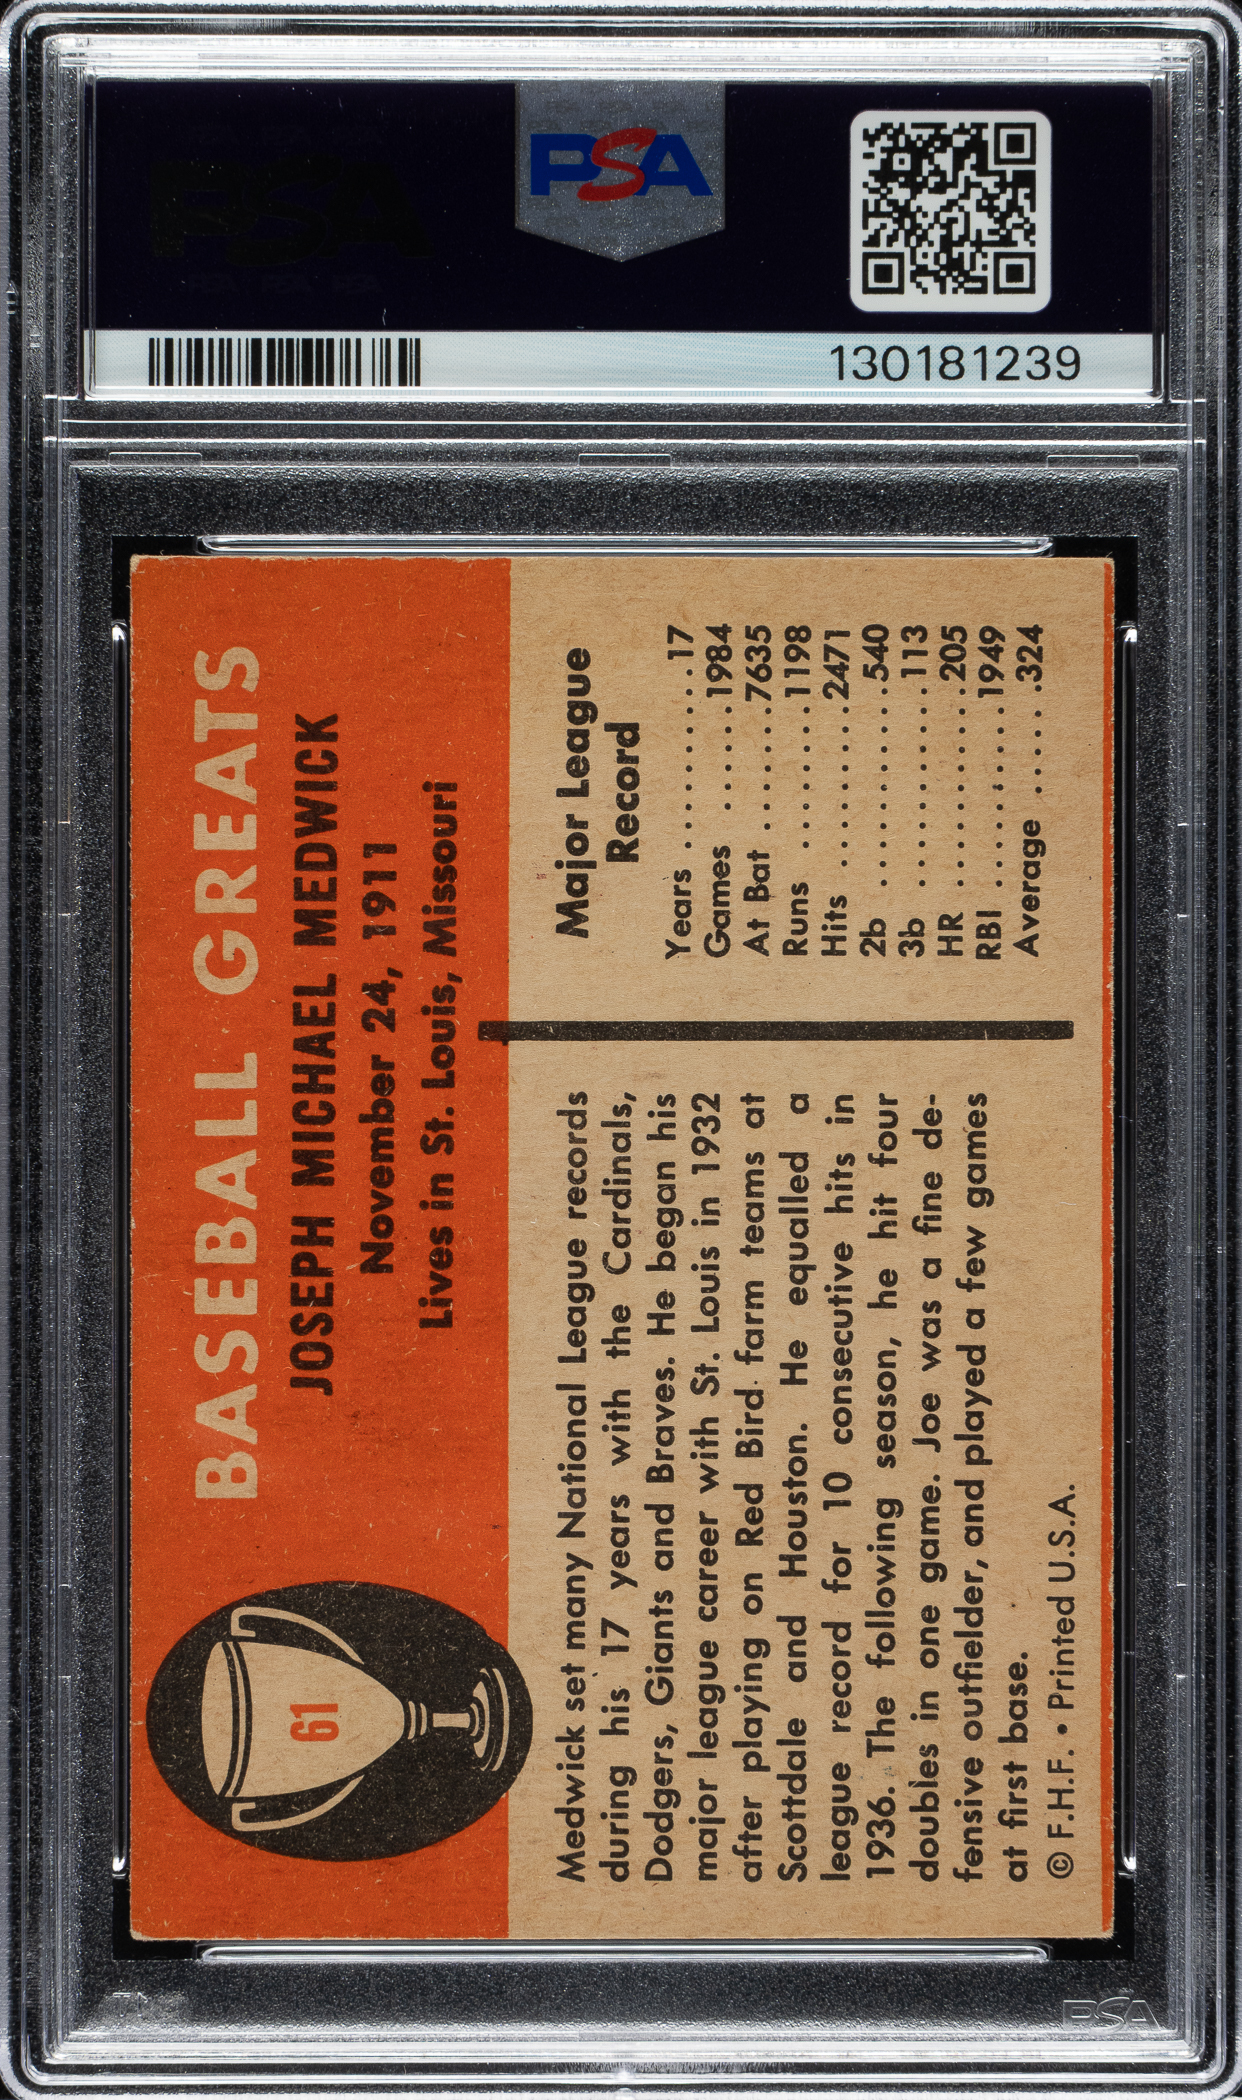 PSA
130181239
BASEBALL GREATS
JOSEPH MICHAEL MEDWICK
November 24, 1911
Lives in St. Louis, Missouri
61
Medwick set many National League records
during his 17 years with the Cardinals,
Dodgers, Giants and Braves. He began his
major league career with St. Louis in 1932
after playing on Red Bird farm teams at
Scottdale and Houston. He equalled a
league record for 10 consecutive hits in
1936. The following season, he hit four
doubles in one game. Joe was a fine de-
fensive outfielder, and played a few games
at first base.
© F.H.F. • Printed U.S.A.
Major League
Record
Years . . . . . . . . . .17
Games . . . . . .1984
At Bat . . . . . . .7635
Runs . . . . . . . .1198
Hits . . . . . . . . .2471
2b . . . . . . . . . .540
3b . . . . . . . . . .113
HR . . . . . . . . . .205
RBI . . . . . . . . .1949
Average . . . . .324
PSA